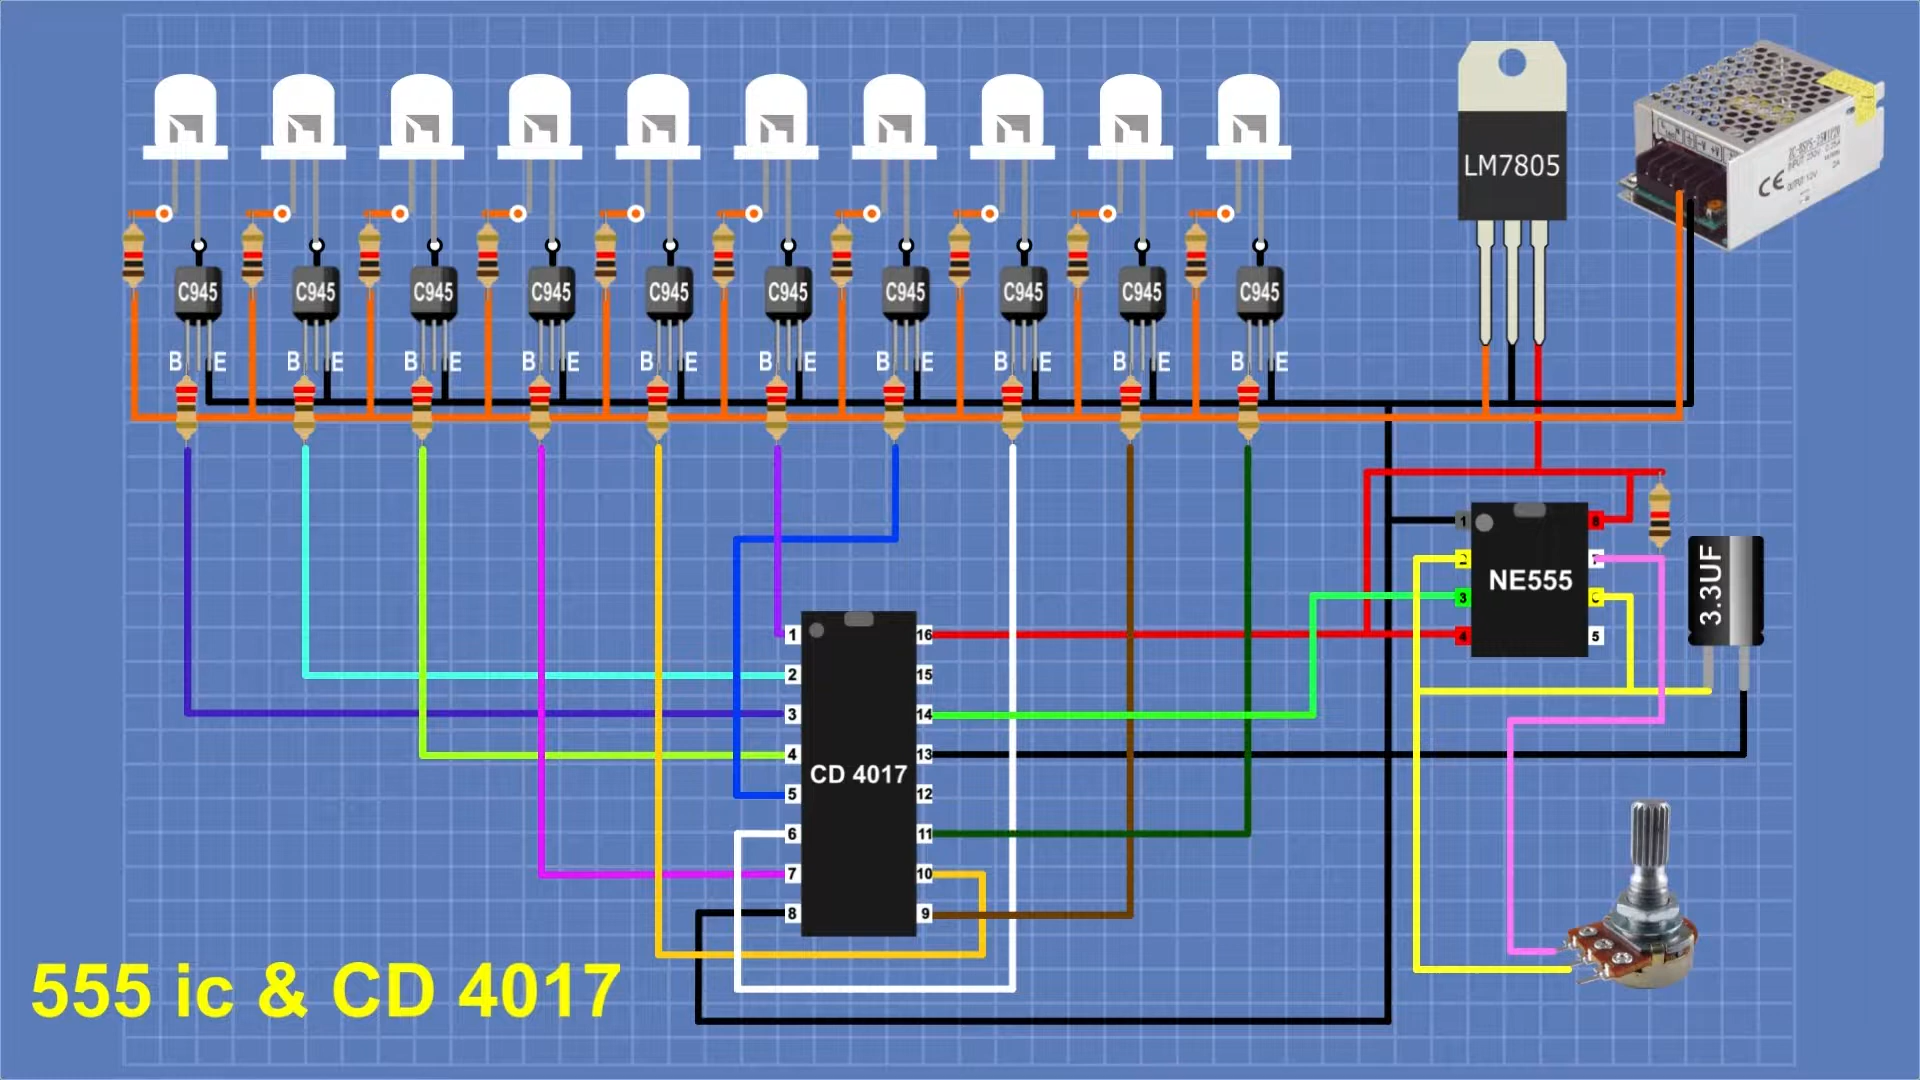 LM7805
CE
C945 C945 C945 C945 C945 C945 C945 C945 C945 C945
B E B E B E B E B E B E B E B E B E B E
1 8
2 7
NE555
3
4 5
3.3UF
1 16
2 15
3 14
4 13
CD 4017
5 12
6 11
7 10
8 9
555 ic & CD 4017